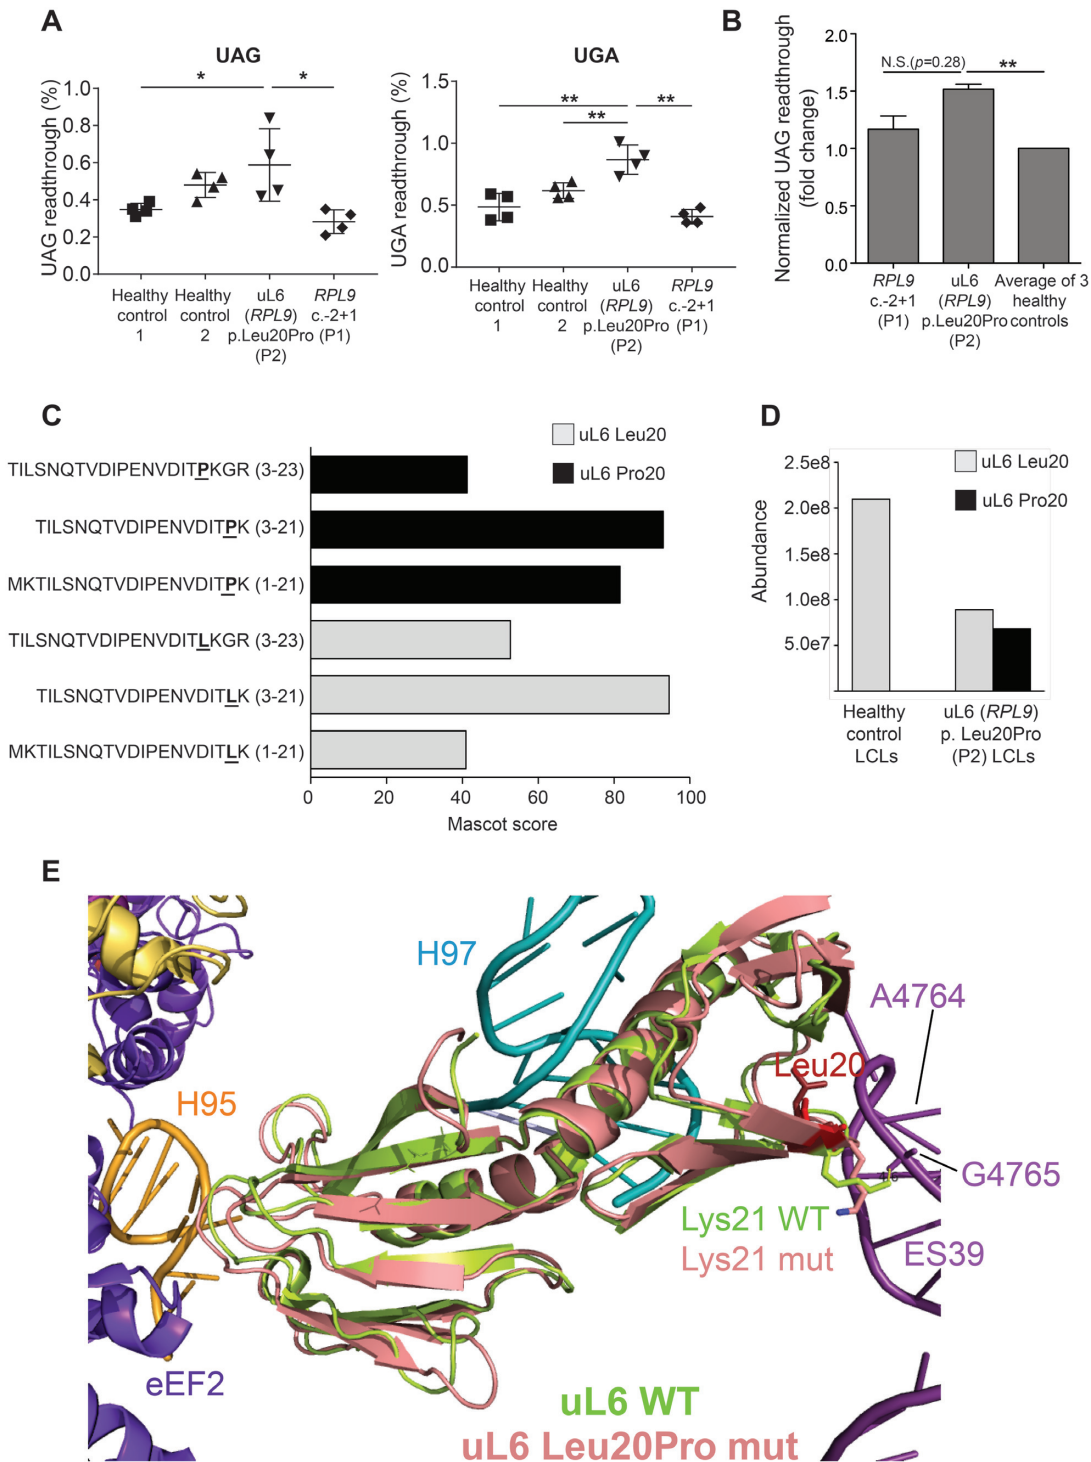 A
UAG
UAG readthrough (%)
1.0
0.8
0.6
0.4
0.2
0.0
*
*
Healthy control 1
Healthy control 2
uL6 (RPL9) p.Leu20Pro (P2)
RPL9 c.-2+1 (P1)
UGA
UGA readthrough (%)
1.5
1.0
0.5
0.0
**
**
**
Healthy control 1
Healthy control 2
uL6 (RPL9) p.Leu20Pro (P2)
RPL9 c.-2+1 (P1)
B
Normalized UAG readthrough
(fold change)
2.0
1.5
1.0
0.5
0.0
N.S.(p=0.28)
**
RPL9 c.-2+1 (P1)
uL6 (RPL9) p.Leu20Pro (P2)
Average of 3 healthy controls
C
uL6 Leu20
uL6 Pro20
TILSNQTVDIPENVDITPKGR (3-23)
TILSNQTVDIPENVDITPK (3-21)
MKTILSNQTVDIPENVDITPK (1-21)
TILSNQTVDIPENVDITLKGR (3-23)
TILSNQTVDIPENVDITLK (3-21)
MKTILSNQTVDIPENVDITLK (1-21)
0 20 40 60 80 100
Mascot score
D
uL6 Leu20
uL6 Pro20
Abundance
2.5e8
2.0e8
1.5e8
1.0e8
5.0e7
Healthy control LCLs
uL6 (RPL9) p. Leu20Pro (P2) LCLs
E
H97
A4764
Leu20
H95
G4765
Lys21 WT
Lys21 mut
ES39
eEF2
uL6 WT
uL6 Leu20Pro mut